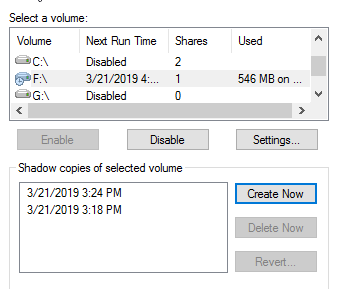 Select a volume:
Volume Next Run Time Shares Used
C:\ Disabled 2
F:\ 3/21/2019 4:... 1 546 MB on ...
G:\ Disabled 0
Enable Disable Settings...
Shadow copies of selected volume
3/21/2019 3:24 PM
3/21/2019 3:18 PM
Create Now
Delete Now
Revert...